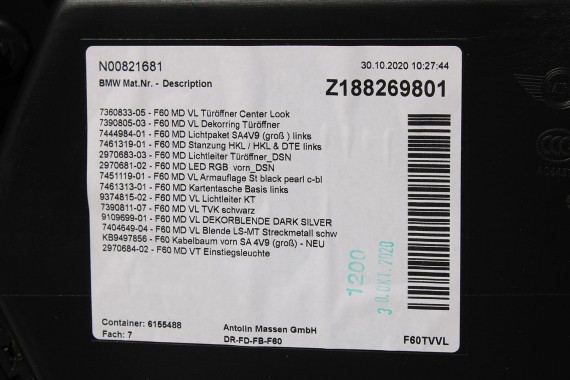 N00821681
30.10.2020 10:27:44
BMW Mat.Nr. - Description
Z188269801
7360833-05 - F60 MD VL Türöffner Center Look
7390805-03 - F60 MD VL Dekorring Türöffner
7444984-01 - F60 MD Lichtpaket SA4V9 (groß ) links
7461319-01 - F60 MD Stanzung HKL / HKL & DTE links
2970683-03 - F60 MD Lichtleiter Türöffner_DSN
2970681-02 - F60 MD LED RGB vorn_DSN
7451119-01 - F60 MD VL Armauflage St black pearl c-bl
7461313-01 - F60 MD Kartentasche Basis links
9374815-02 - F60 MD VL Lichtleiter KT
7390811-07 - F60 MD VL TVK schwarz
9109699-01 - F60 MD VL DEKORBLENDE DARK SILVER
7404649-04 - F60 MD VL Blende LS-MT Streckmetall schw
KB9497856 - F60 Kabelbaum vorn SA 4V9 (groß) - NEU
2970684-02 - F60 MD VT Einstiegsleuchte
1200
3 0. OKT. 2020
Container: 6155488
Antolin Massen GmbH
Fach: 7
DR-FD-FB-F60
F60TVVL